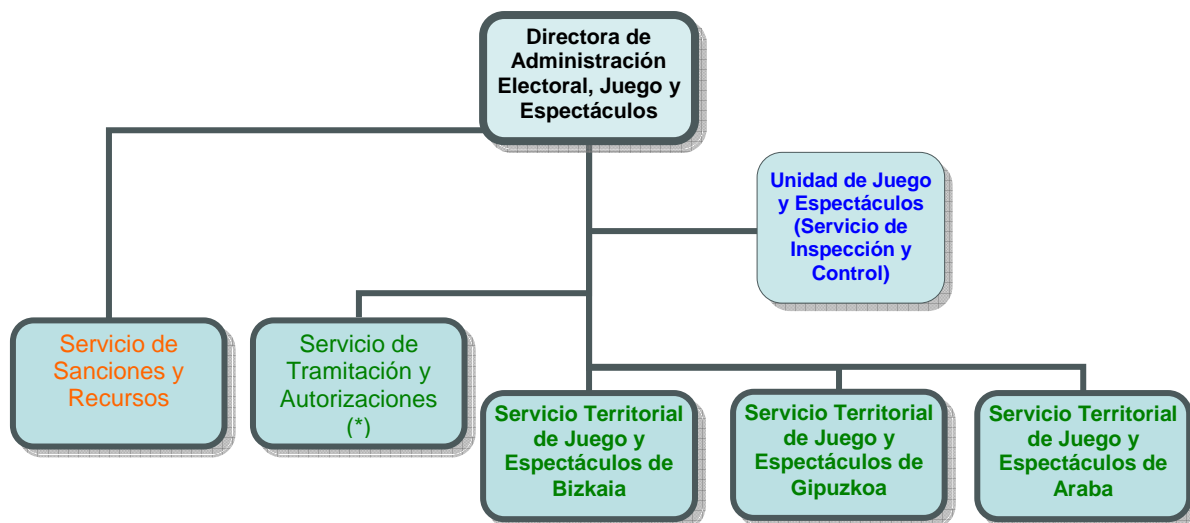 Directora de
Administración
Electoral, Juego y
Espectáculos
Unidad de Juego
y Espectáculos
(Servicio de
Inspección y
Control)
Servicio de
Sanciones y
Recursos
Servicio de
Tramitación y
Autorizaciones
(*)
Servicio Territorial
de Juego y
Espectáculos de
Bizkaia
Servicio Territorial
de Juego y
Espectáculos de
Gipuzkoa
Servicio Territorial
de Juego y
Espectáculos de
Araba